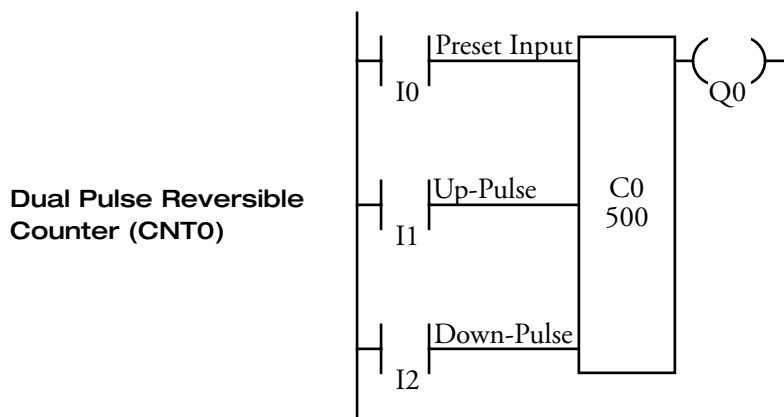 Preset Input
I0
Q0
Dual Pulse Reversible
Counter (CNT0)
Up-Pulse
I1
C0
500
Down-Pulse
I2